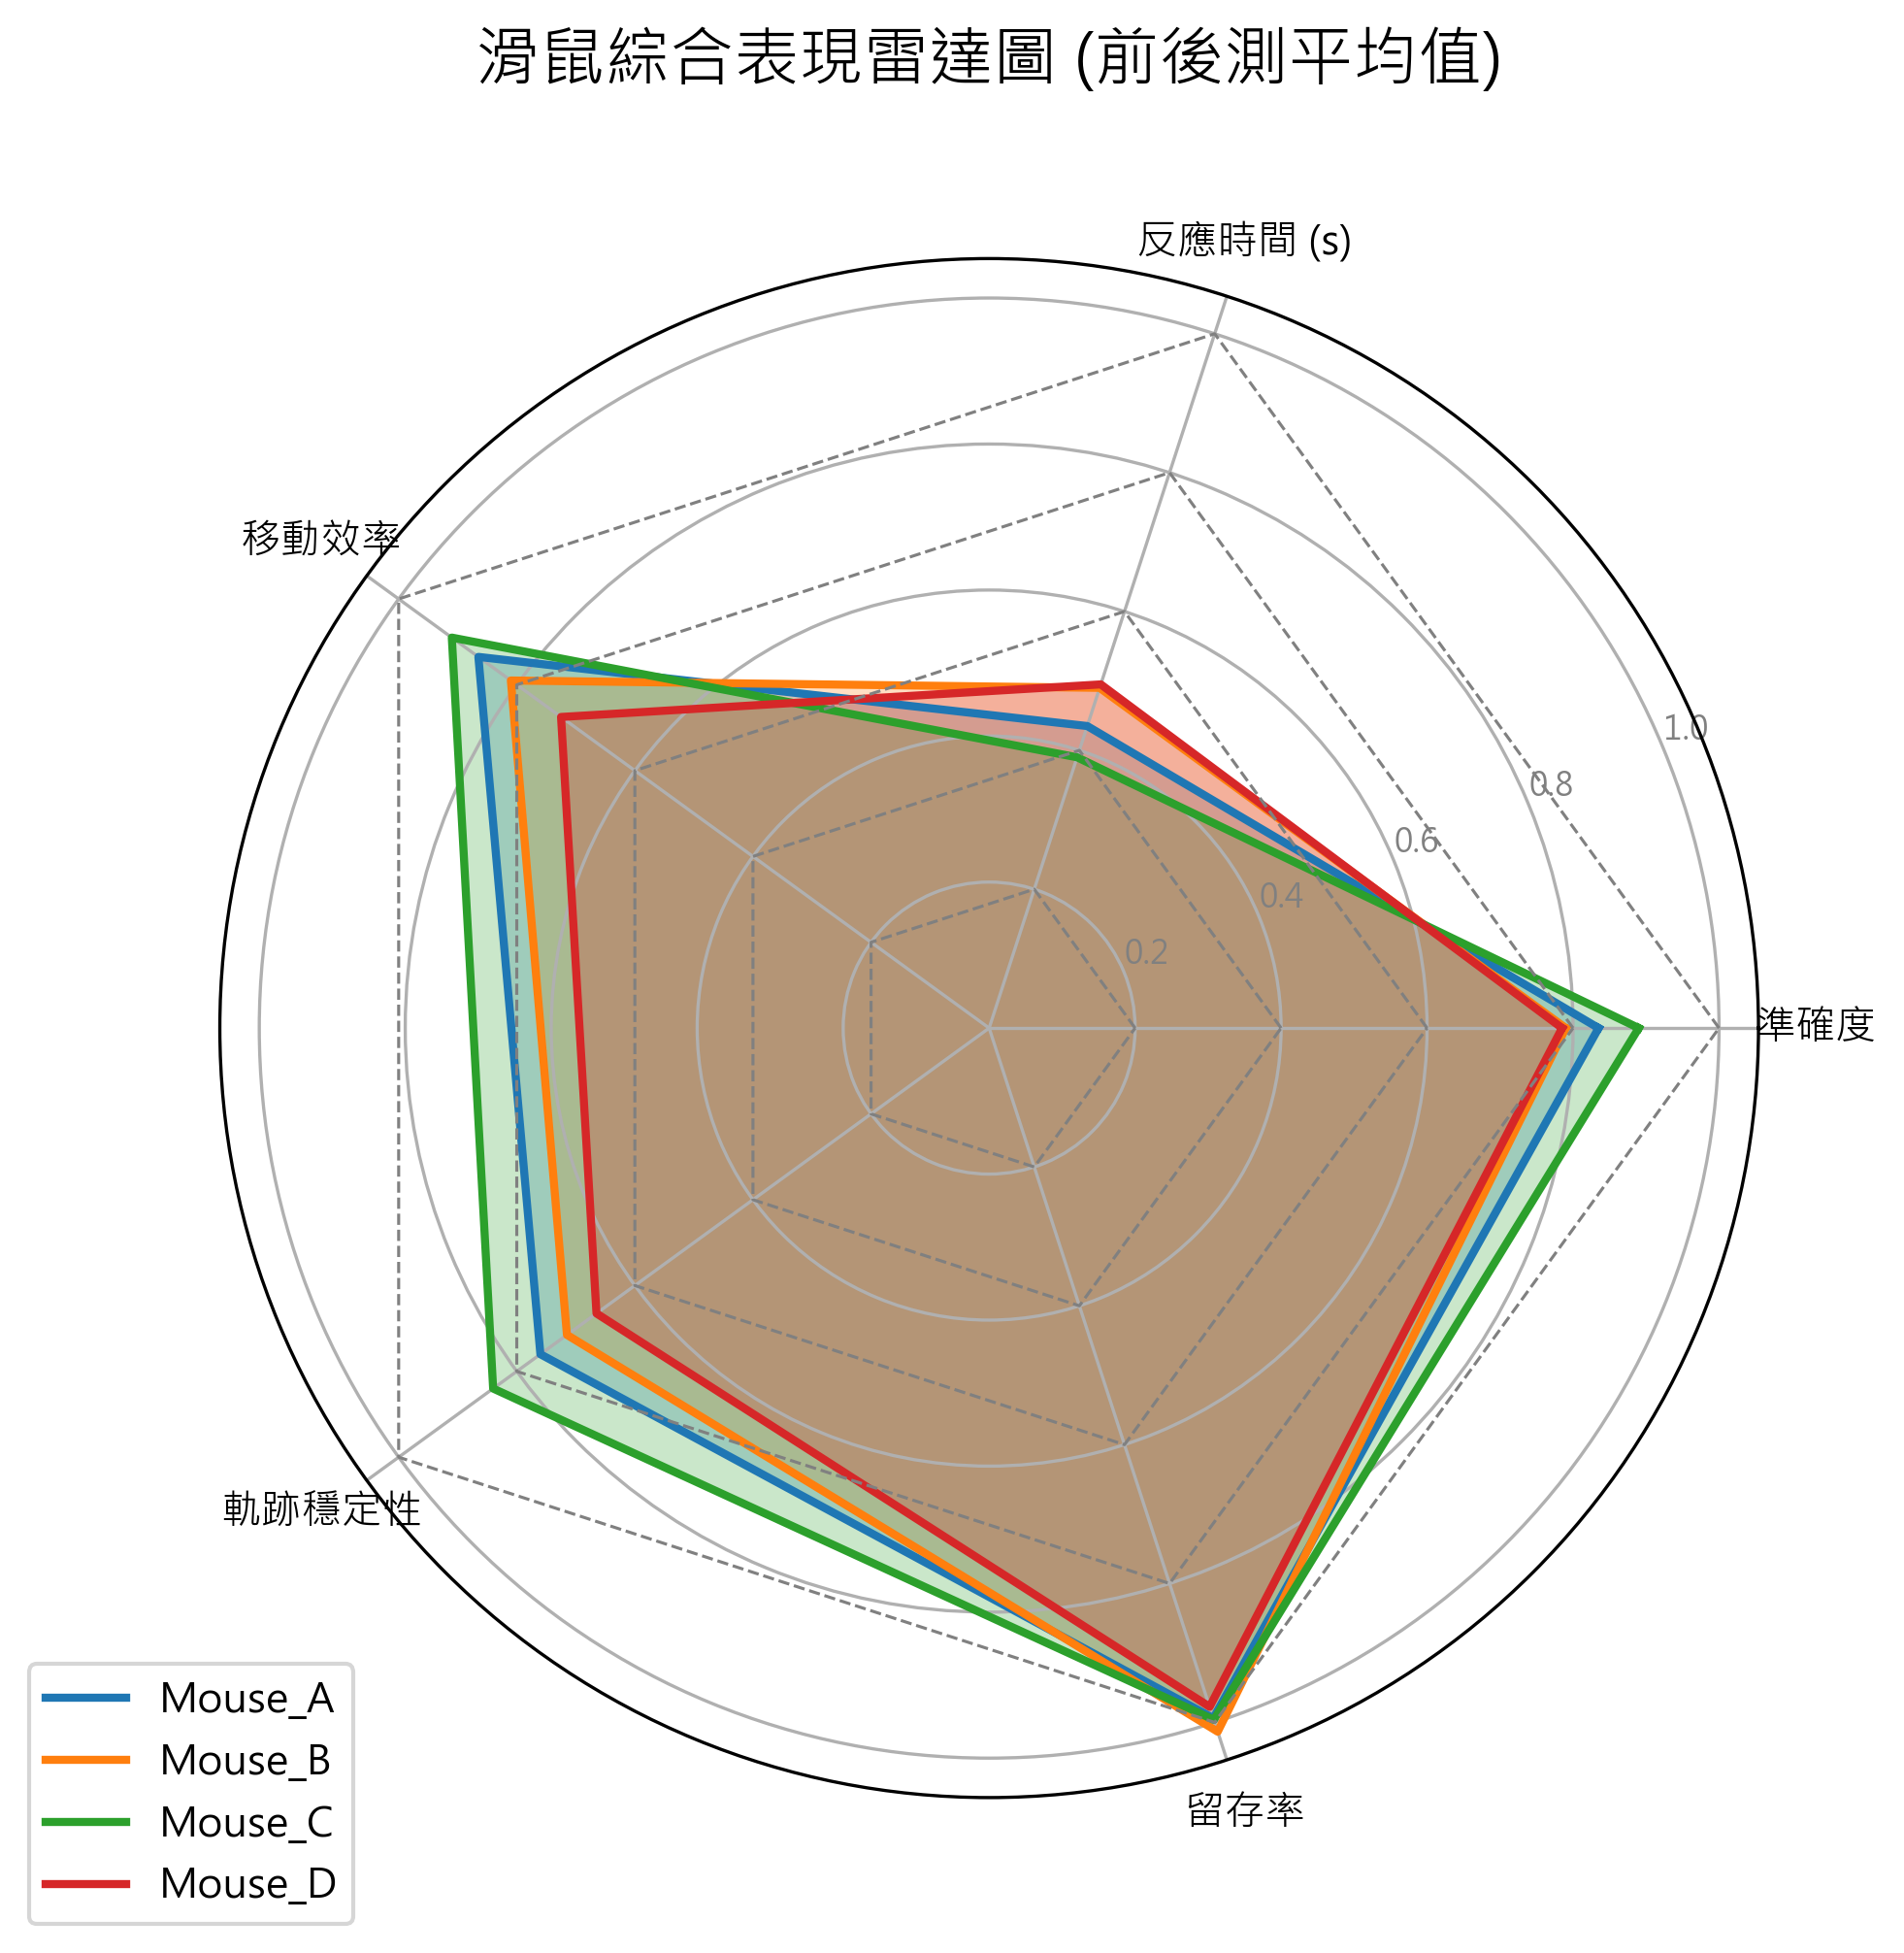 滑鼠綜合表現雷達圖 (前後測平均值)
反應時間 (s)
移動效率
1.0
0.8
0.6
0.4
0.2
準確度
軌跡穩定性
留存率
Mouse_A
Mouse_B
Mouse_C
Mouse_D